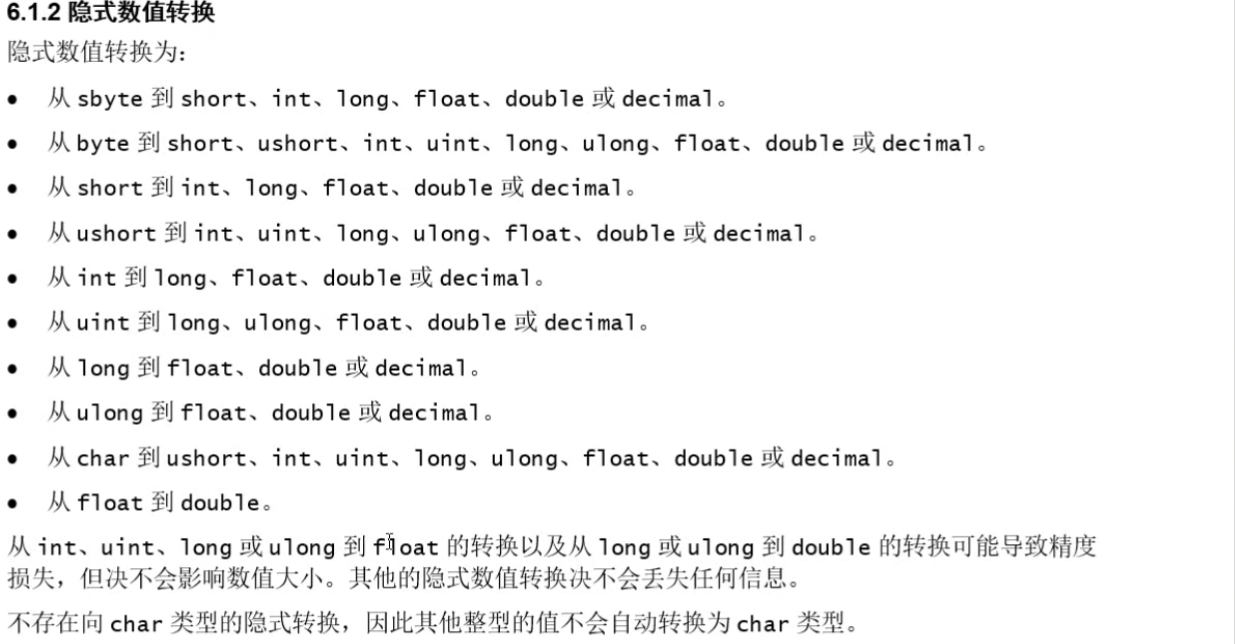 6.1.2 隐式数值转换
隐式数值转换为:
● 从 sbyte 到 short、int、long、float、double 或 decimal。
● 从 byte 到 short、ushort、int、uint、long、ulong、float、double 或 decimal。
● 从 short 到 int、long、float、double 或 decimal。
● 从 ushort 到 int、uint、long、ulong、float、double 或 decimal。
● 从 int 到 long、float、double 或 decimal。
● 从 uint 到 long、ulong、float、double 或 decimal。
● 从 long 到 float、double 或 decimal。
● 从 ulong 到 float、double 或 decimal。
● 从 char 到 ushort、int、uint、long、ulong、float、double 或 decimal。
● 从 float 到 double。
从 int、uint、long 或 ulong 到 float 的转换以及从 long 或 ulong 到 double 的转换可能导致精度
损失，但决不会影响数值大小。其他的隐式数值转换决不会丢失任何信息。
不存在向 char 类型的隐式转换，因此其他整型的值不会自动转换为 char 类型。